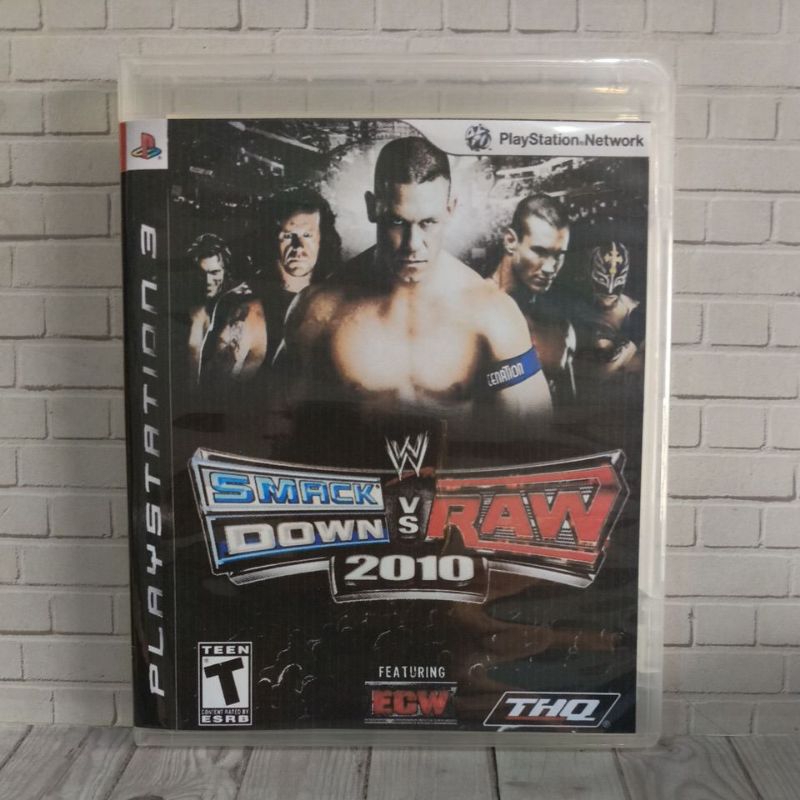 PlayStation®Network
PLAYSTATION 3
CENATION
W
SMACK
DOWN
VS
RAW
2010
TEEN
T
CONTENT RATED BY
ESRB
FEATURING
ECW
THQ
®